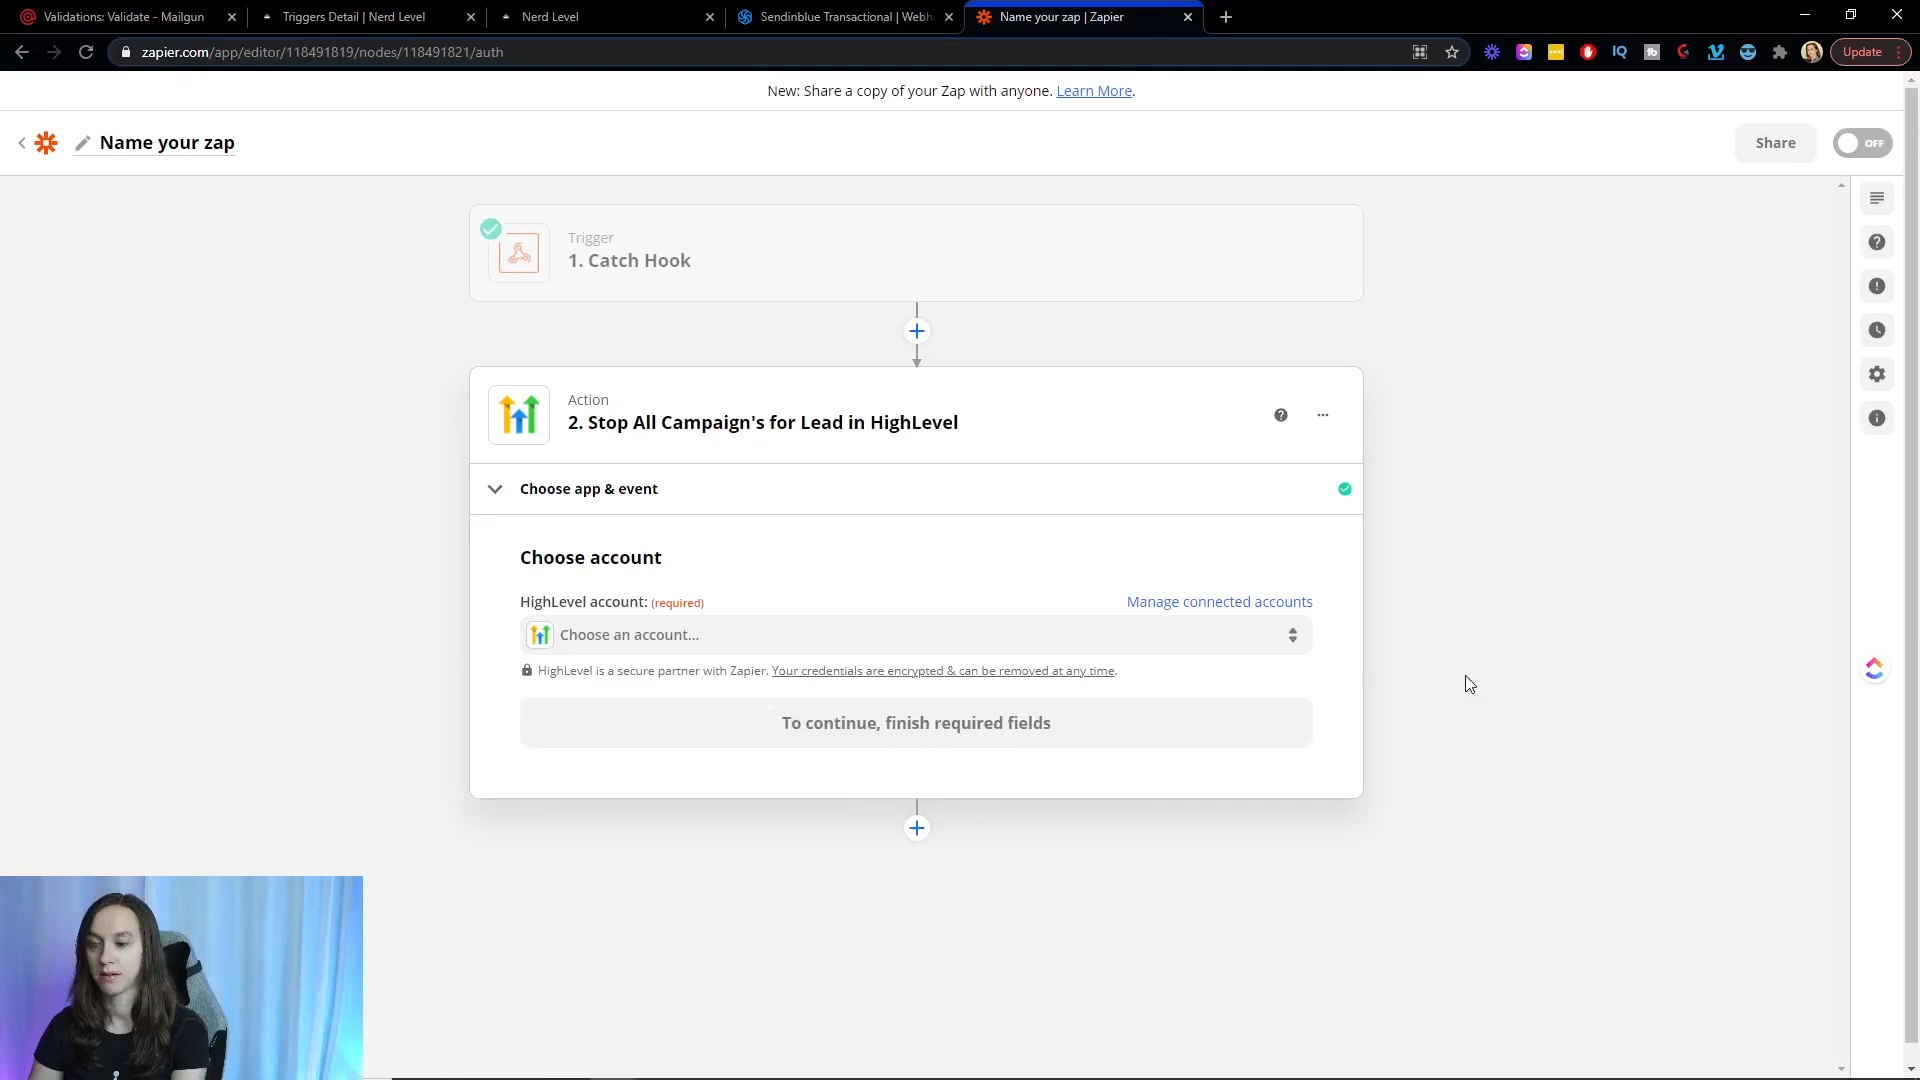 Validations: Validate - Mailgun
Triggers Detail | Nerd Level
Nerd Level
Sendinblue Transactional | Webh
Name your zap | Zapier
zapier.com/app/editor/118491819/nodes/118491821/auth
Update
New: Share a copy of your Zap with anyone. Learn More.
Name your zap
Share
OFF
Trigger
1. Catch Hook
Action
2. Stop All Campaign's for Lead in HighLevel
Choose app & event
Choose account
HighLevel account: (required)
Manage connected accounts
Choose an account...
HighLevel is a secure partner with Zapier. Your credentials are encrypted & can be removed at any time.
To continue, finish required fields